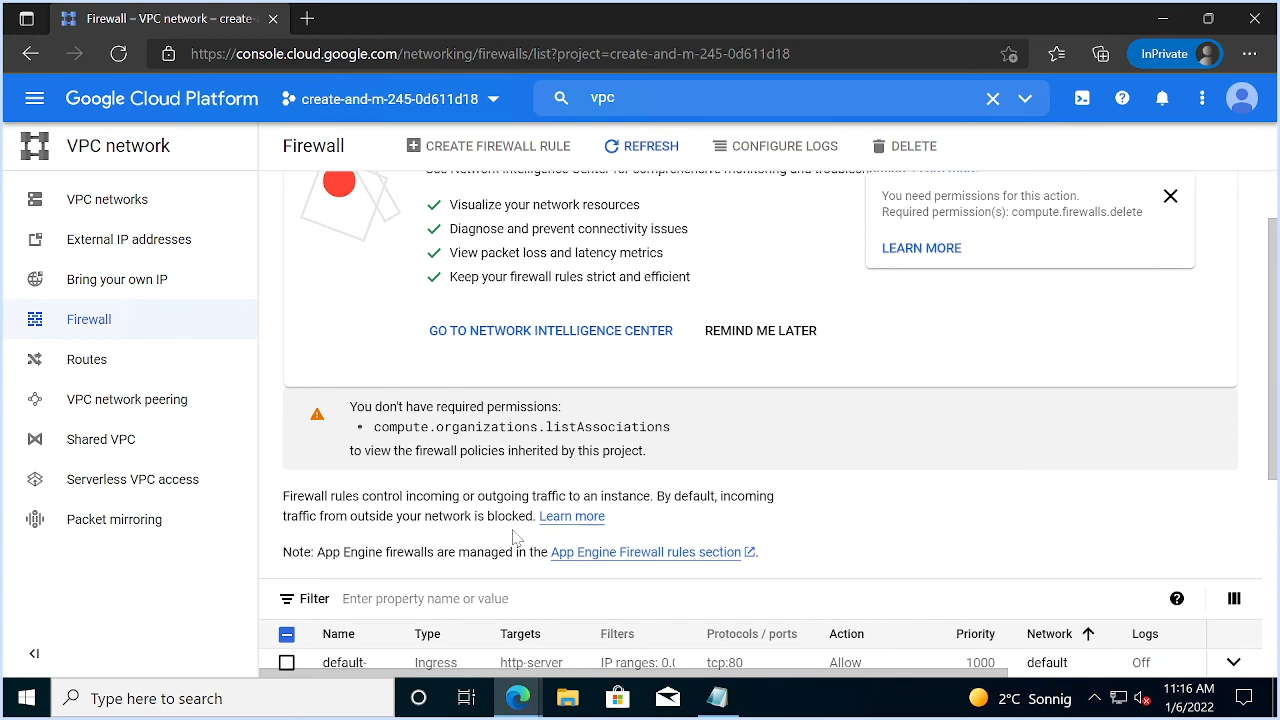 Firewall – VPC network – create-
https://console.cloud.google.com/networking/firewalls/list?project=create-and-m-245-0d611d18
InPrivate
Google Cloud Platform
create-and-m-245-0d611d18
vpc
VPC network
Firewall
CREATE FIREWALL RULE
REFRESH
CONFIGURE LOGS
DELETE
VPC networks
External IP addresses
Bring your own IP
Firewall
Routes
VPC network peering
Shared VPC
Serverless VPC access
Packet mirroring
See Network Intelligence Center for comprehensive monitoring and troubleshooting.
Visualize your network resources
Diagnose and prevent connectivity issues
View packet loss and latency metrics
Keep your firewall rules strict and efficient
GO TO NETWORK INTELLIGENCE CENTER
REMIND ME LATER
You need permissions for this action.
Required permission(s): compute.firewalls.delete
LEARN MORE
You don't have required permissions:
• compute.organizations.listAssociations
to view the firewall policies inherited by this project.
Firewall rules control incoming or outgoing traffic to an instance. By default, incoming
traffic from outside your network is blocked. Learn more
Note: App Engine firewalls are managed in the App Engine Firewall rules section.
Filter Enter property name or value
Name Type Targets Filters Protocols / ports Action Priority Network Logs
default- Ingress http-server IP ranges: 0.( tcp:80 Allow 1000 default Off
Type here to search
2°C Sonnig
11:16 AM
1/6/2022